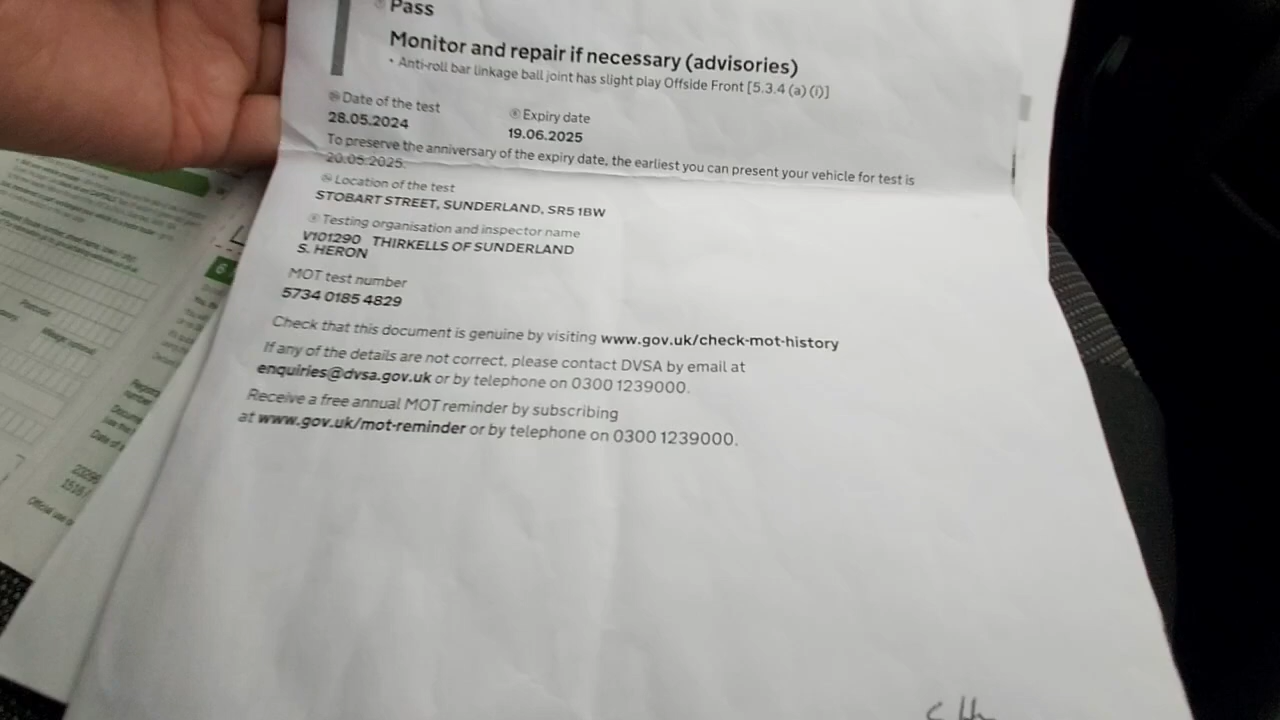 Pass
Monitor and repair if necessary (advisories)
• Anti-roll bar linkage ball joint has slight play Offside Front [5.3.4 (a) (i)]
Date of the test
28.05.2024
Expiry date
19.06.2025
To preserve the anniversary of the expiry date, the earliest you can present your vehicle for test is
20.05.2025.
Location of the test
STOBART STREET, SUNDERLAND, SR5 1BW
Testing organisation and inspector name
V101290 THIRKELLS OF SUNDERLAND
S. HERON
MOT test number
5734 0185 4829
Check that this document is genuine by visiting www.gov.uk/check-mot-history
If any of the details are not correct, please contact DVSA by email at
enquiries@dvsa.gov.uk or by telephone on 0300 1239000.
Receive a free annual MOT reminder by subscribing
at www.gov.uk/mot-reminder or by telephone on 0300 1239000.
6